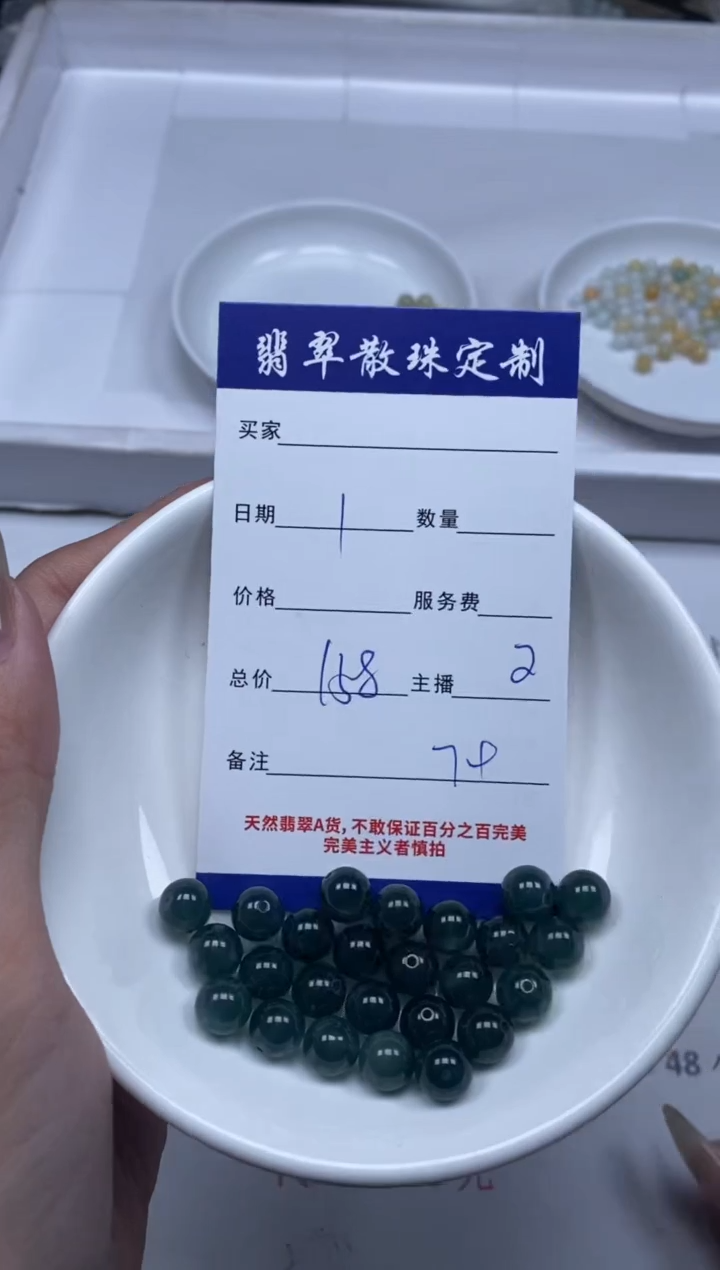 翡翠散珠定制
买家
日期 1 数量
价格 服务费
总价 168 主播 2
备注
天然翡翠A货,不敢保证百分之百完美
完美主义者慎拍
48